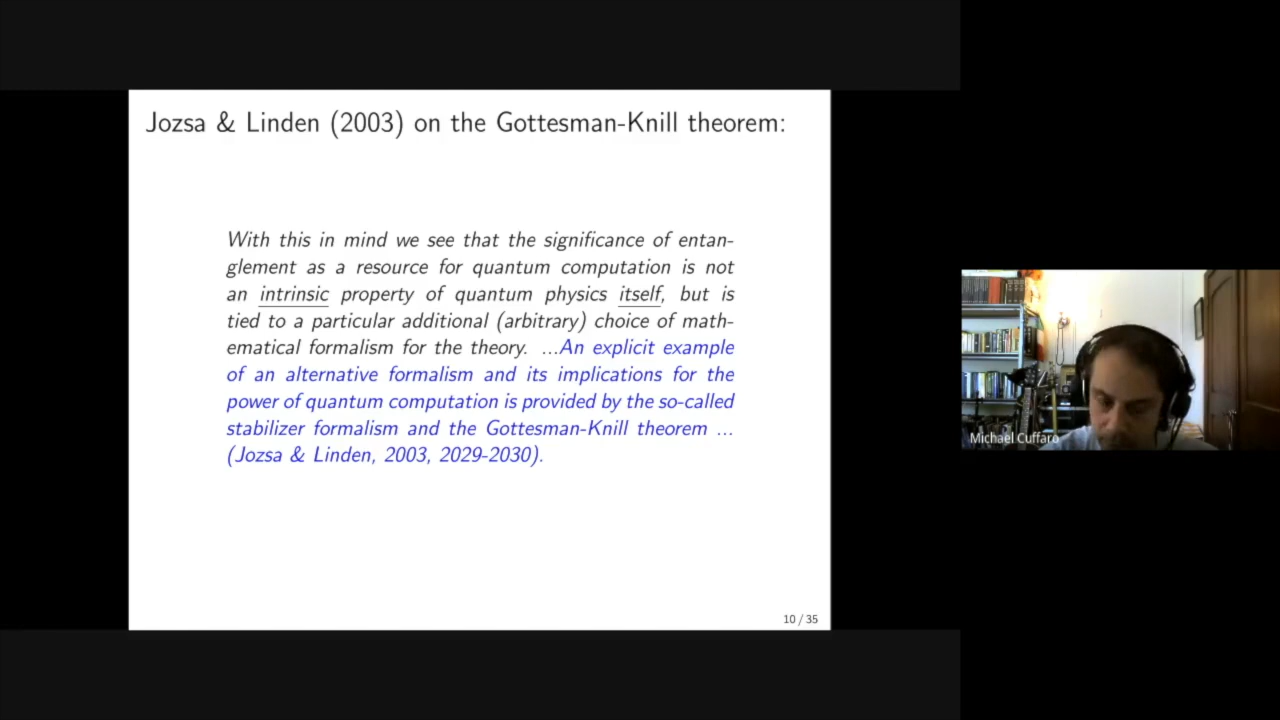 Jozsa & Linden (2003) on the Gottesman-Knill theorem:
With this in mind we see that the significance of entan-
glement as a resource for quantum computation is not
an intrinsic property of quantum physics itself, but is
tied to a particular additional (arbitrary) choice of math-
ematical formalism for the theory. ...An explicit example
of an alternative formalism and its implications for the
power of quantum computation is provided by the so-called
stabilizer formalism and the Gottesman-Knill theorem ...
(Jozsa & Linden, 2003, 2029-2030).
10 / 35
Michael Cuffaro